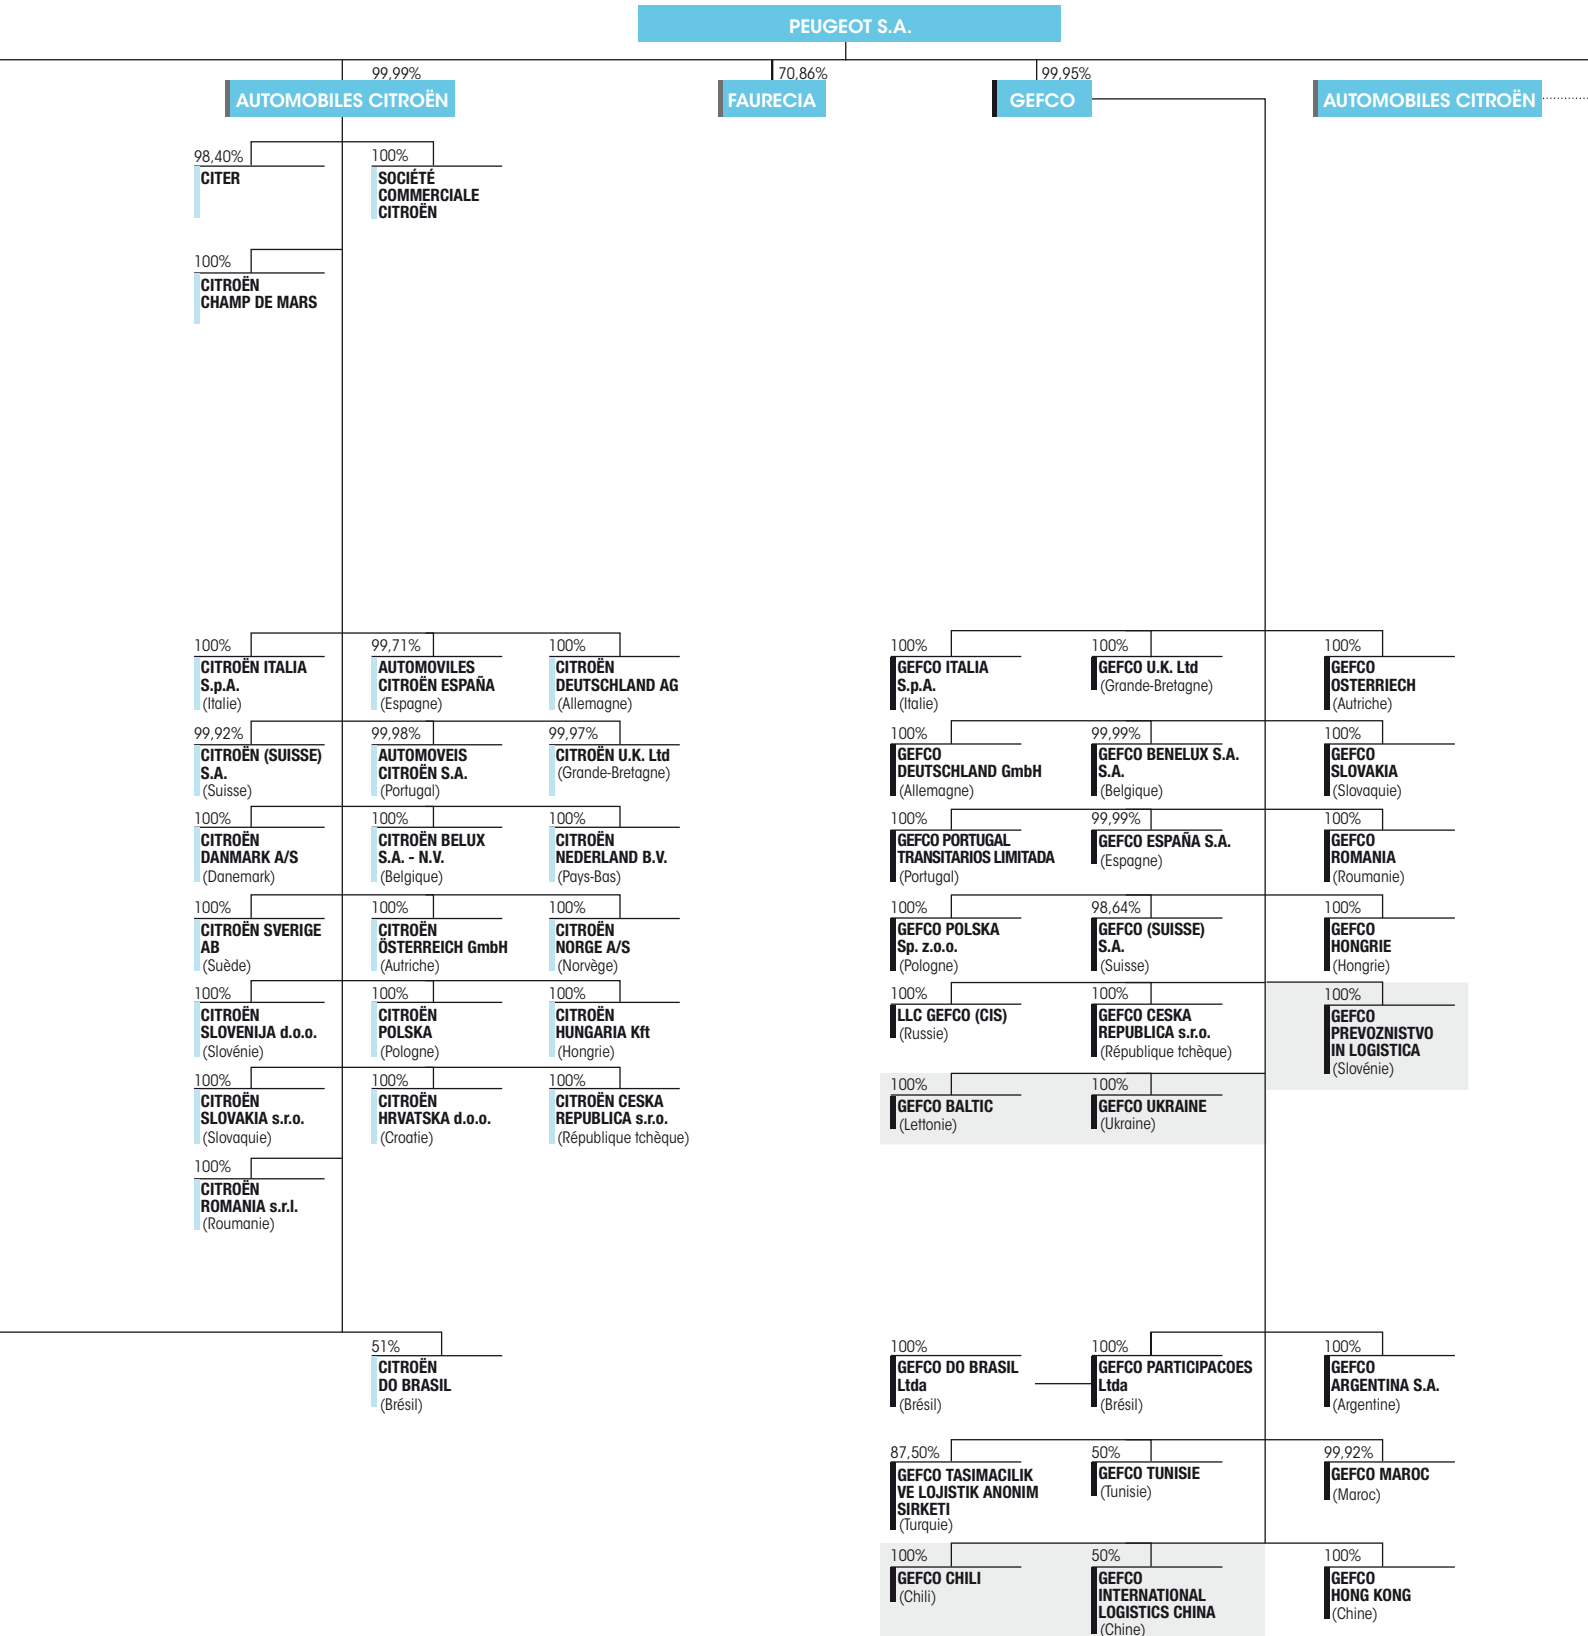 PEUGEOT S.A.
99,99%
AUTOMOBILES CITROËN
70,86%
FAURECIA
99,95%
GEFCO
AUTOMOBILES CITROËN
98,40%
CITER
100%
SOCIÉTÉ
COMMERCIALE
CITROËN
100%
CITROËN
CHAMP DE MARS
100%
CITROËN ITALIA
S.p.A.
(Italie)
99,71%
AUTOMOVILES
CITROËN ESPAÑA
(Espagne)
100%
CITROËN
DEUTSCHLAND AG
(Allemagne)
99,92%
CITROËN (SUISSE)
S.A.
(Suisse)
99,98%
AUTOMOVEIS
CITROËN S.A.
(Portugal)
99,97%
CITROËN U.K. Ltd
(Grande-Bretagne)
100%
CITROËN
DANMARK A/S
(Danemark)
100%
CITROËN BELUX
S.A. - N.V.
(Belgique)
100%
CITROËN
NEDERLAND B.V.
(Pays-Bas)
100%
CITROËN SVERIGE
AB
(Suède)
100%
CITROËN
ÖSTERREICH GmbH
(Autriche)
100%
CITROËN
NORGE A/S
(Norvège)
100%
CITROËN
SLOVENIJA d.o.o.
(Slovénie)
100%
CITROËN
POLSKA
(Pologne)
100%
CITROËN
HUNGARIA Kft
(Hongrie)
100%
CITROËN
SLOVAKIA s.r.o.
(Slovaquie)
100%
CITROËN
HRVATSKA d.o.o.
(Croatie)
100%
CITROËN CESKA
REPUBLICA s.r.o.
(République tchèque)
100%
CITROËN
ROMANIA s.r.l.
(Roumanie)
51%
CITROËN
DO BRASIL
(Brésil)
100%
GEFCO ITALIA
S.p.A.
(Italie)
100%
GEFCO U.K. Ltd
(Grande-Bretagne)
100%
GEFCO
OSTERRIECH
(Autriche)
100%
GEFCO
DEUTSCHLAND GmbH
(Allemagne)
99,99%
GEFCO BENELUX S.A.
S.A.
(Belgique)
100%
GEFCO
SLOVAKIA
(Slovaquie)
100%
GEFCO PORTUGAL
TRANSITARIOS LIMITADA
(Portugal)
99,99%
GEFCO ESPAÑA S.A.
(Espagne)
100%
GEFCO
ROMANIA
(Roumanie)
100%
GEFCO POLSKA
Sp. z.o.o.
(Pologne)
98,64%
GEFCO (SUISSE)
S.A.
(Suisse)
100%
GEFCO
HONGRIE
(Hongrie)
100%
LLC GEFCO (CIS)
(Russie)
100%
GEFCO CESKA
REPUBLICA s.r.o.
(République tchèque)
100%
GEFCO
PREVOZNISTVO
IN LOGISTICA
(Slovénie)
100%
GEFCO BALTIC
(Lettonie)
100%
GEFCO UKRAINE
(Ukraine)
100%
GEFCO DO BRASIL
Ltda
(Brésil)
100%
GEFCO PARTICIPACOES
Ltda
(Brésil)
100%
GEFCO
ARGENTINA S.A.
(Argentine)
87,50%
GEFCO TASIMACILIK
VE LOJISTIK ANONIM
SIRKETI
(Turquie)
50%
GEFCO TUNISIE
(Tunisie)
99,92%
GEFCO MAROC
(Maroc)
100%
GEFCO CHILI
(Chili)
50%
GEFCO
INTERNATIONAL
LOGISTICS CHINA
(Chine)
100%
GEFCO
HONG KONG
(Chine)